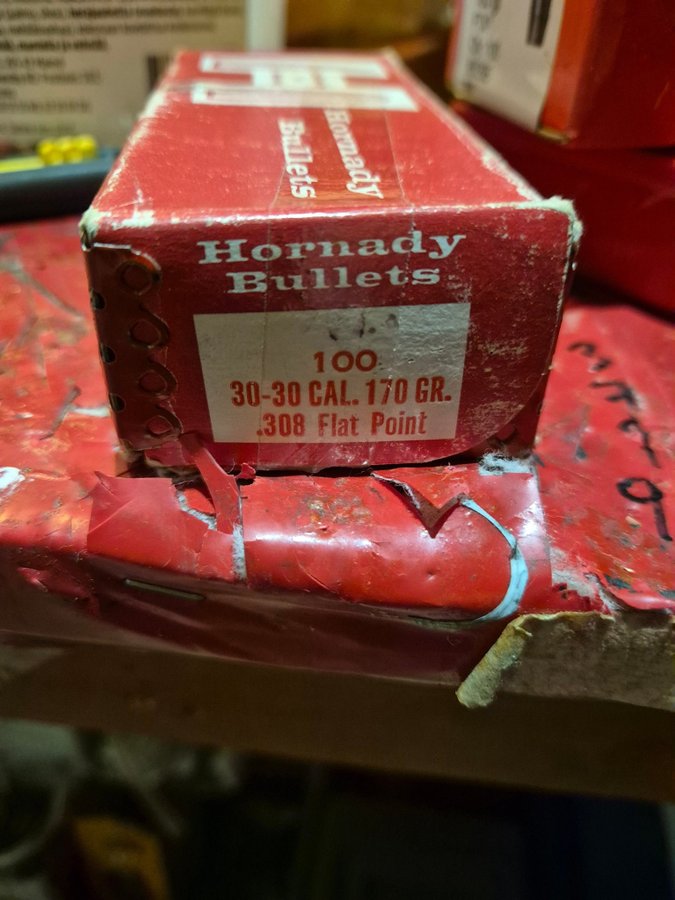 Hornady
Bullets
Hornady
Bullets
100
30-30 CAL. 170 GR.
.308 Flat Point